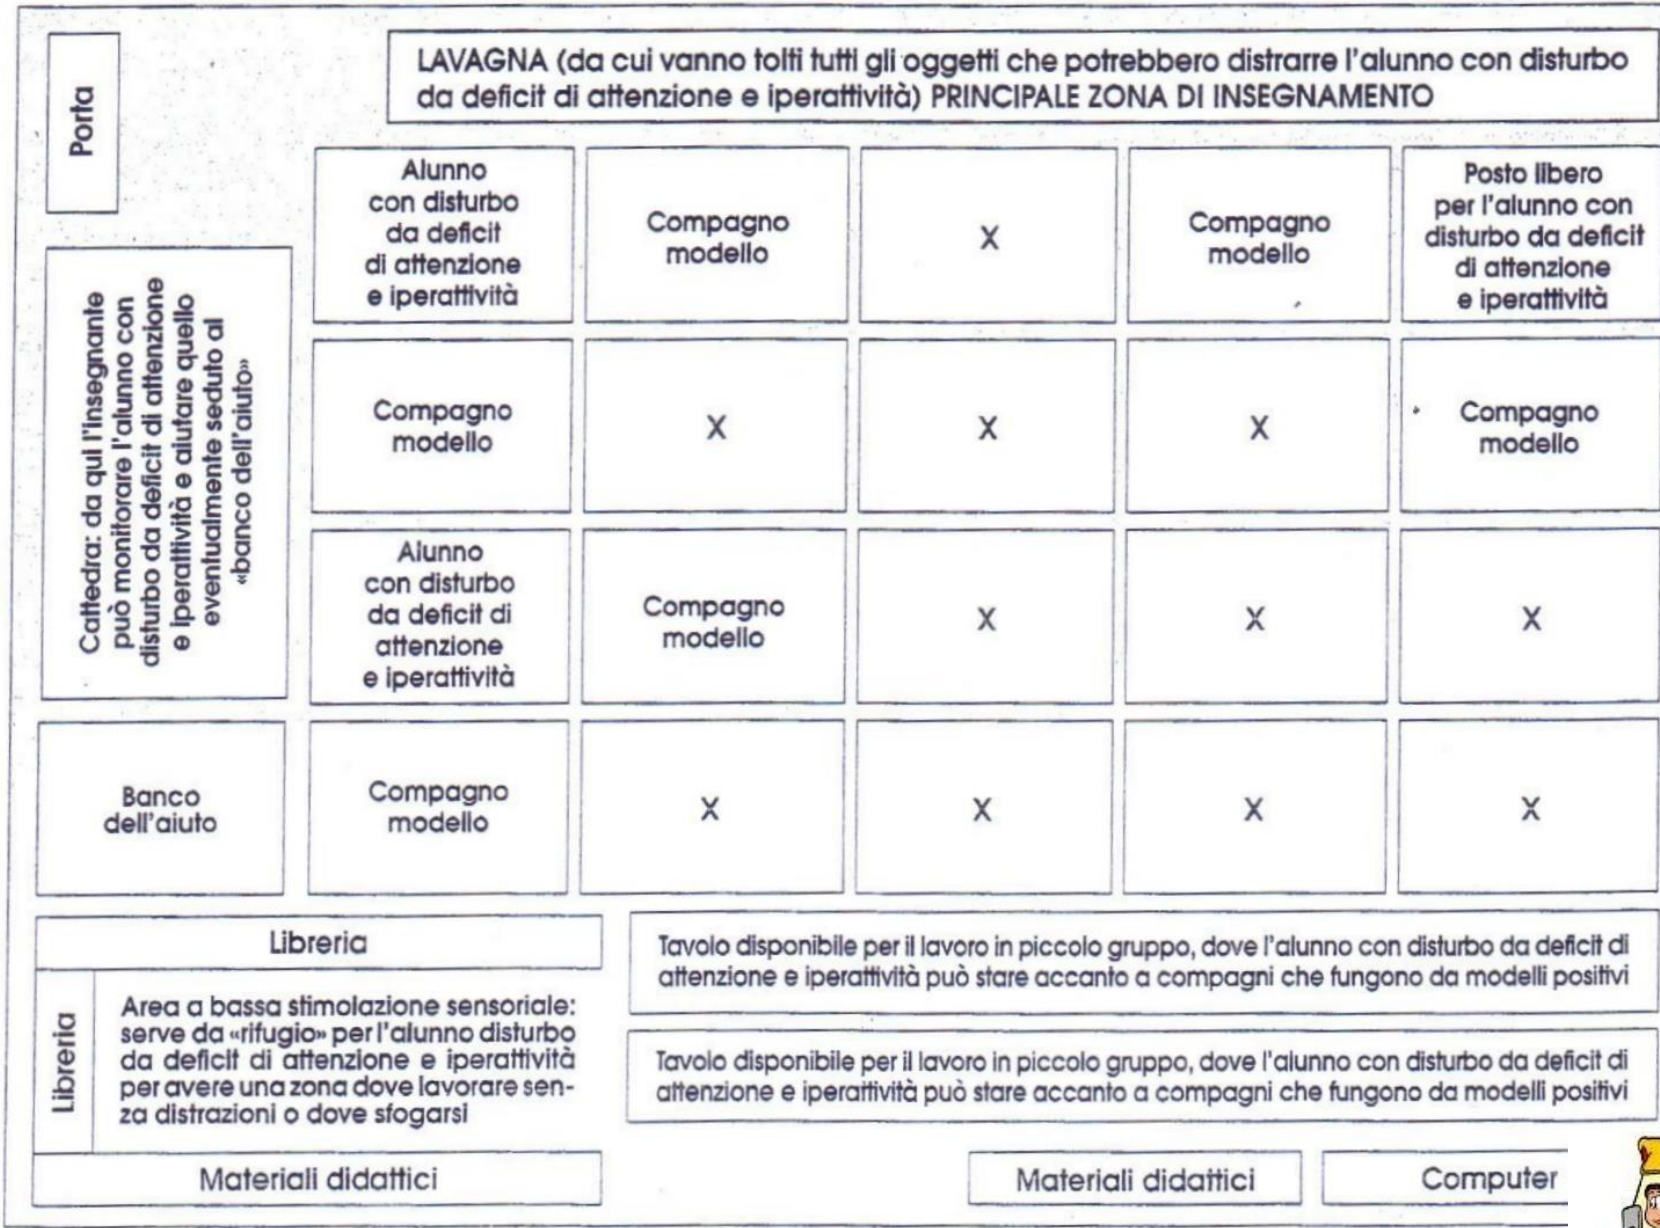 Porta
LAVAGNA (da cui vanno tolti tutti gli oggetti che potrebbero distrarre l'alunno con disturbo
da deficit di attenzione e iperattività) PRINCIPALE ZONA DI INSEGNAMENTO
Cattedra: da qui l'insegnante
può monitorare l'alunno con
disturbo da deficit di attenzione
e iperattività e aiutare quello
eventualmente seduto al
«banco dell'aiuto»
Alunno
con disturbo
da deficit
di attenzione
e iperattività
Compagno
modello
X
Compagno
modello
Posto libero
per l'alunno con
disturbo da deficit
di attenzione
e iperattività
Compagno
modello
X
X
X
Compagno
modello
Alunno
con disturbo
da deficit di
attenzione
e iperattività
Compagno
modello
X
X
X
Banco
dell'aiuto
Compagno
modello
X
X
X
X
Libreria
Libreria
Area a bassa stimolazione sensoriale:
serve da «rifugio» per l'alunno disturbo
da deficit di attenzione e iperattività
per avere una zona dove lavorare sen-
za distrazioni o dove sfogarsi
Materiali didattici
Tavolo disponibile per il lavoro in piccolo gruppo, dove l'alunno con disturbo da deficit di
attenzione e iperattività può stare accanto a compagni che fungono da modelli positivi
Tavolo disponibile per il lavoro in piccolo gruppo, dove l'alunno con disturbo da deficit di
attenzione e iperattività può stare accanto a compagni che fungono da modelli positivi
Materiali didattici
Computer